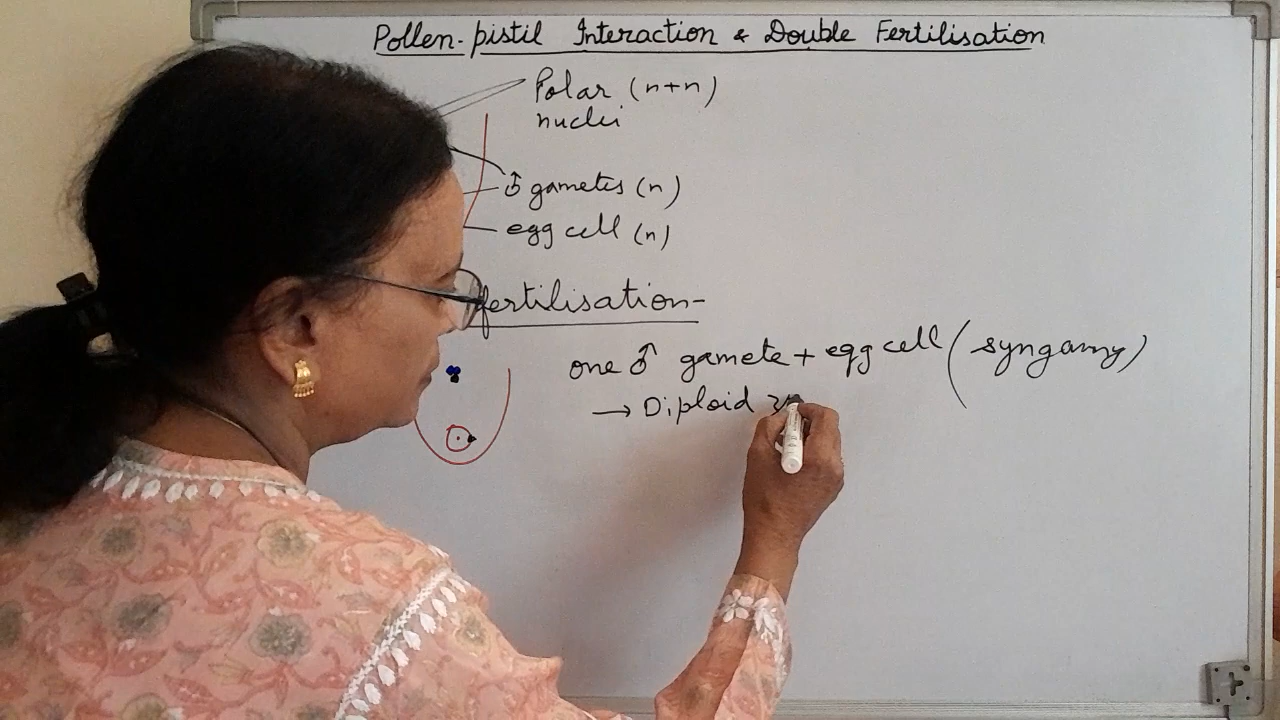 Pollen-pistil Interaction & Double Fertilisation
Polar (n+n)
nuclei
♂ gametes (n)
egg cell (n)
fertilisation-
one ♂ gamete + egg cell (syngamy)
→ Diploid